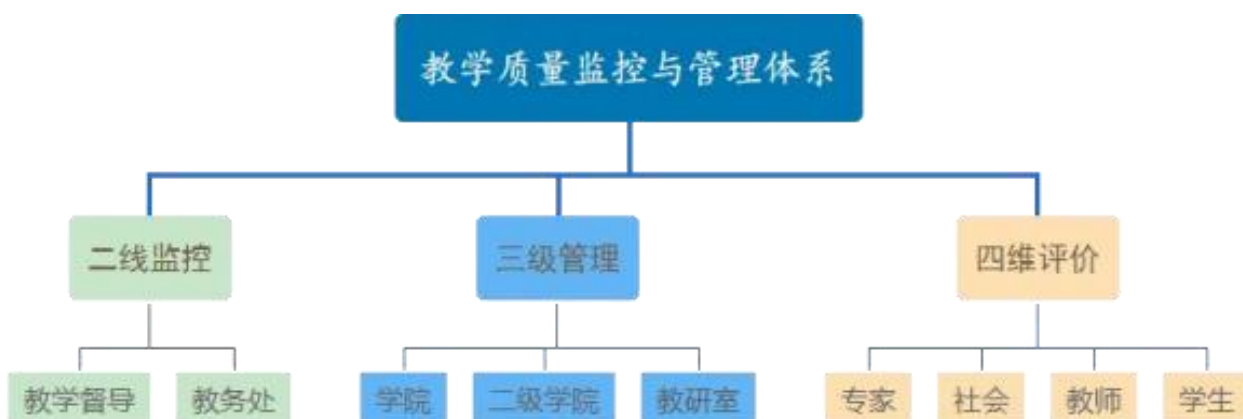 教学质量监控与管理体系
二线监控
三级管理
四维评价
教学督导
教务处
学院
二级学院
教研室
专家
社会
教师
学生